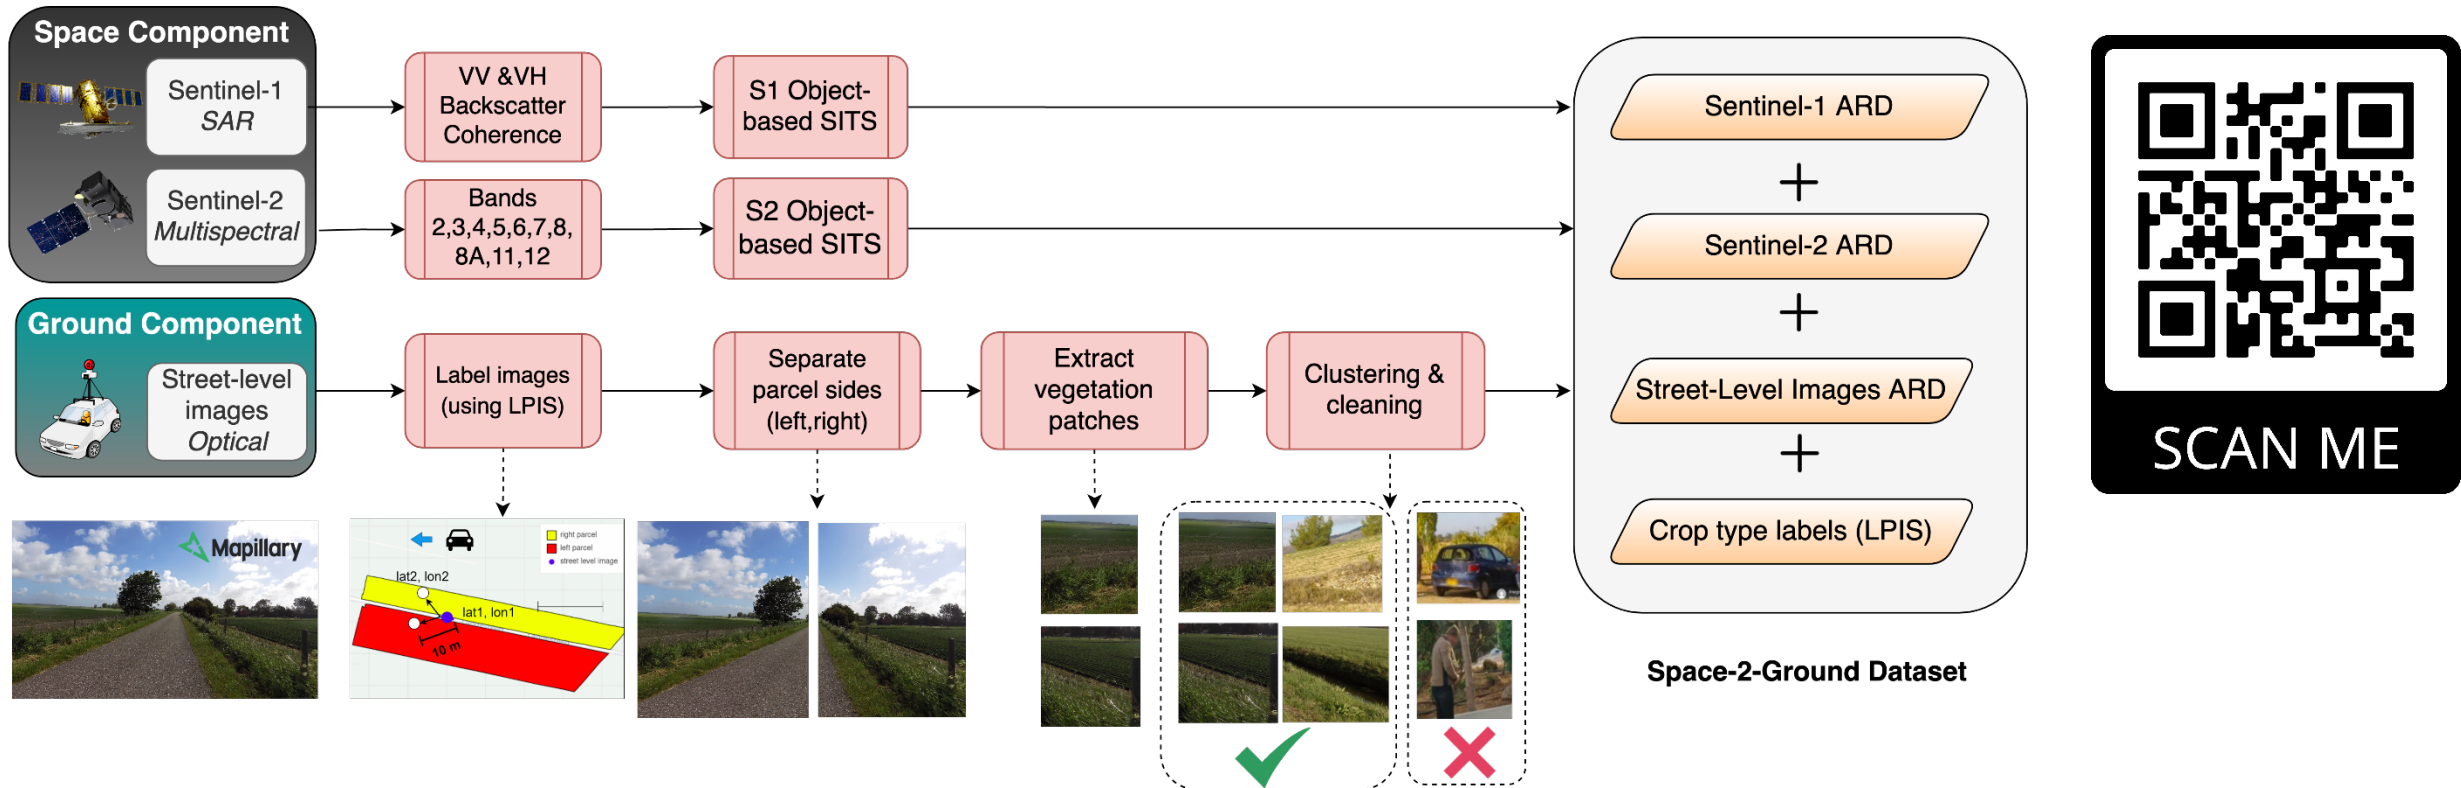 Space Component
Sentinel-1
SAR
Sentinel-2
Multispectral
VV &VH
Backscatter
Coherence
S1 Object-
based SITS
Bands
2,3,4,5,6,7,8,
8A,11,12
S2 Object-
based SITS
Ground Component
Street-level
images
Optical
Label images
(using LPIS)
Separate
parcel sides
(left,right)
Extract
vegetation
patches
Clustering &
cleaning
Mapillary
right parcel
left parcel
street level image
lat2, lon2
lat1, lon1
10 m
Sentinel-1 ARD
+
Sentinel-2 ARD
+
Street-Level Images ARD
+
Crop type labels (LPIS)
Space-2-Ground Dataset
SCAN ME